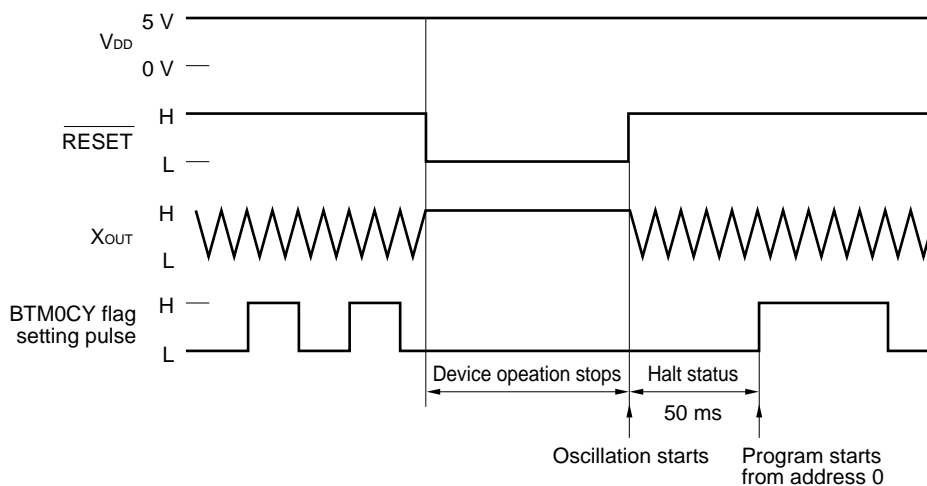 5 V
VDD
0 V
H
RESET
L
H
XOUT
L
BTM0CY flag
setting pulse
H
L
Device opeation stops
Halt status
50 ms
Oscillation starts
Program starts
from address 0